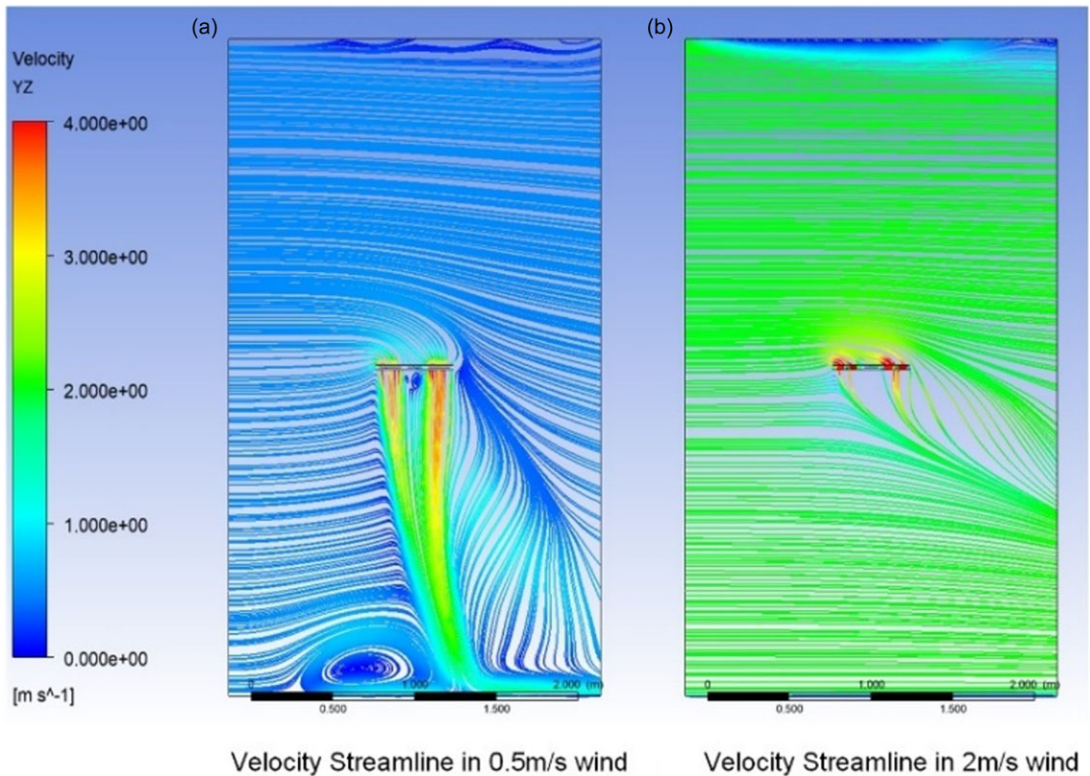 (a)
(b)
Velocity
YZ
4.000e+00
3.000e+00
2.000e+00
1.000e+00
0.000e+00
[m s^-1]
0 1.000 2.000 (m)
0.500 1.500
0 1.000 2.000 (m)
0.500 1.500
Velocity Streamline in 0.5m/s wind
Velocity Streamline in 2m/s wind